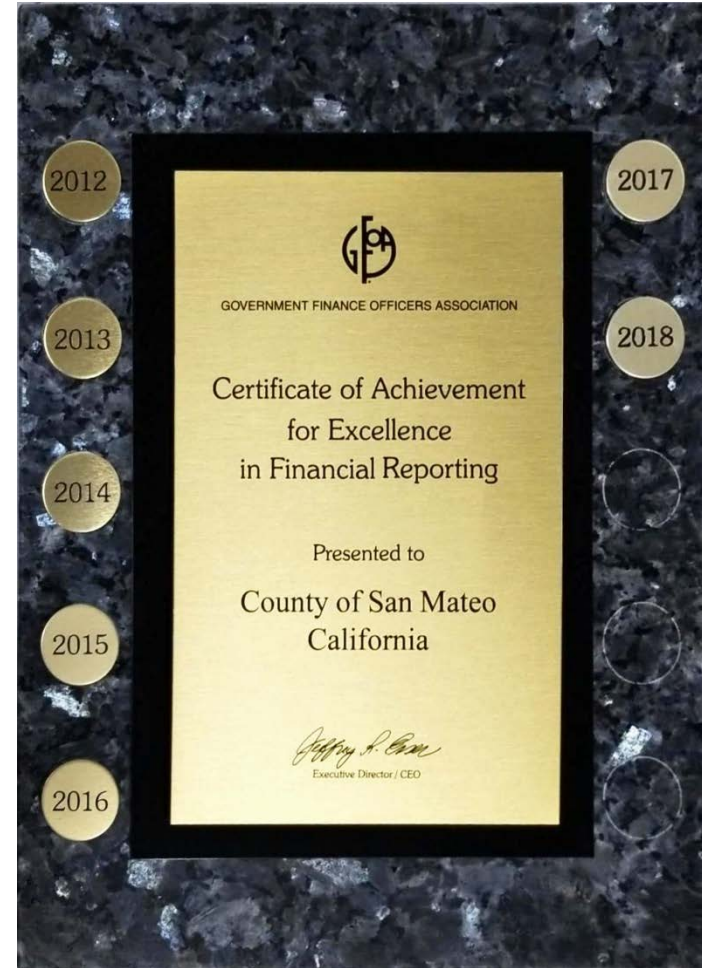 2012
2013
2014
2015
2016
GFOA
GOVERNMENT FINANCE OFFICERS ASSOCIATION
Certificate of Achievement
for Excellence
in Financial Reporting
Presented to
County of San Mateo
California
Executive Director / CEO
2017
2018